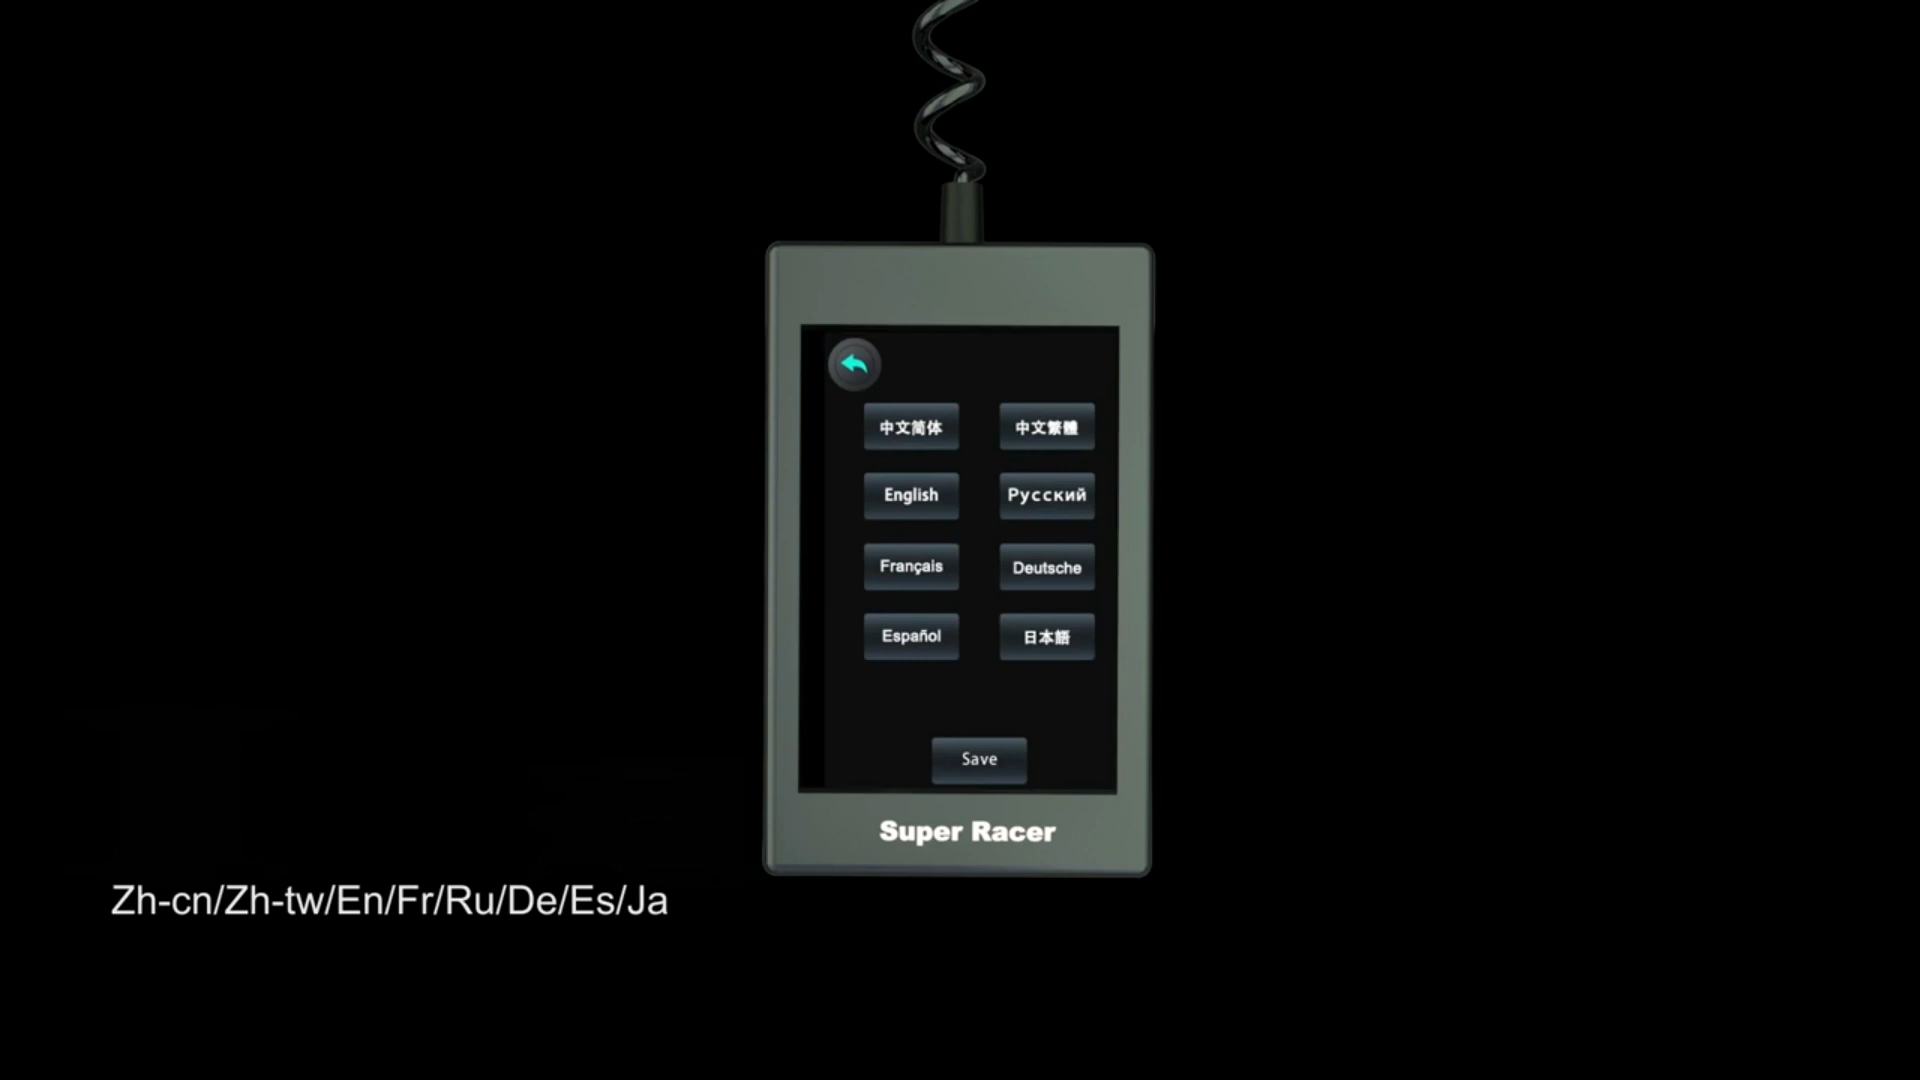 中文简体 中文繁體
English Русский
Français Deutsche
Español 日本語
Save
Super Racer
Zh-cn/Zh-tw/En/Fr/Ru/De/Es/Ja